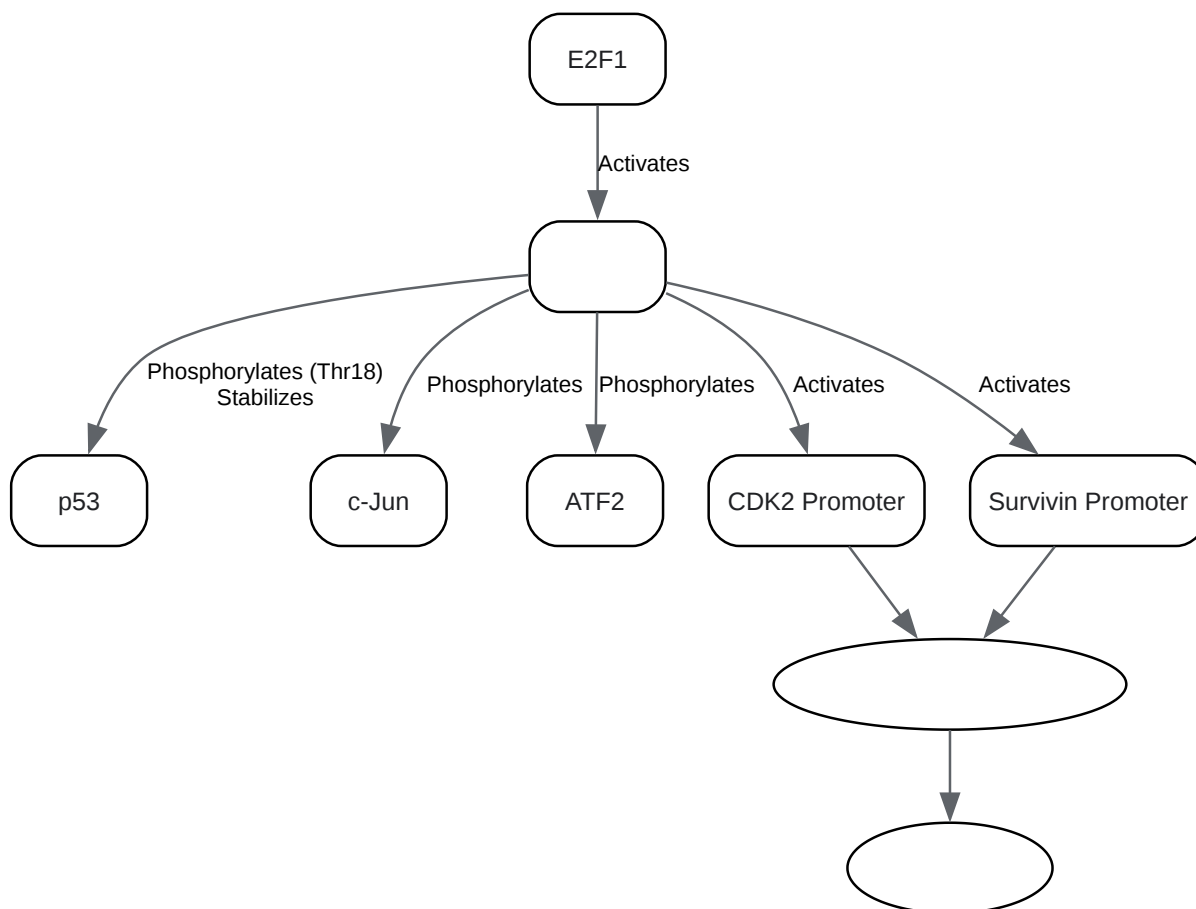 E2F1
Activates
Phosphorylates (Thr18)
Stabilizes
Phosphorylates
Phosphorylates
Activates
Activates
p53
c-Jun
ATF2
CDK2 Promoter
Survivin Promoter